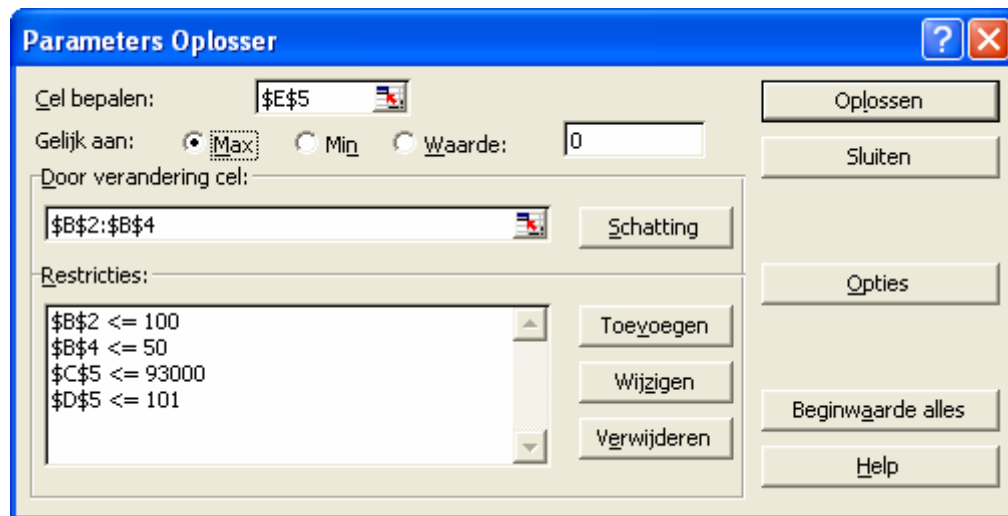 Parameters Oplosser
Cel bepalen: $E$5
Oplossen
Gelijk aan: Max Min Waarde: 0
Sluiten
Door verandering cel:
$B$2:$B$4
Schatting
Restricties:
Opties
$B$2 <= 100
$B$4 <= 50
$C$5 <= 93000
$D$5 <= 101
Toevoegen
Wijzigen
Verwijderen
Beginwaarde alles
Help